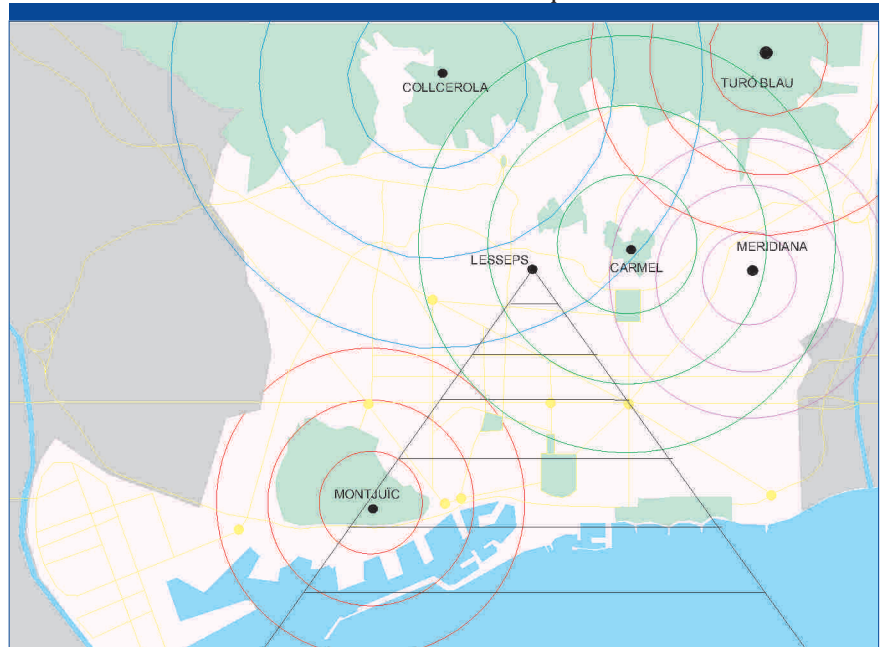 COLLCEROLA
TURÓ BLAU
LESSEPS
CARMEL
MERIDIANA
MONTJUÏC